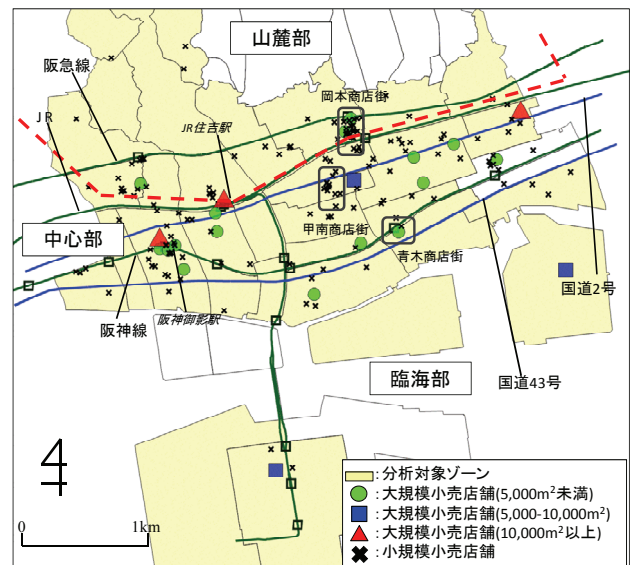 山麓部
阪急線
岡本商店街
JR
JR住吉駅
中心部
甲南商店街
青木商店街
国道2号
阪神線
阪神御影駅
国道43号
臨海部
0 1km
:分析対象ゾーン
:大規模小売店舗(5,000m²未満)
:大規模小売店舗(5,000-10,000m²)
:大規模小売店舗(10,000m²以上)
:小規模小売店舗